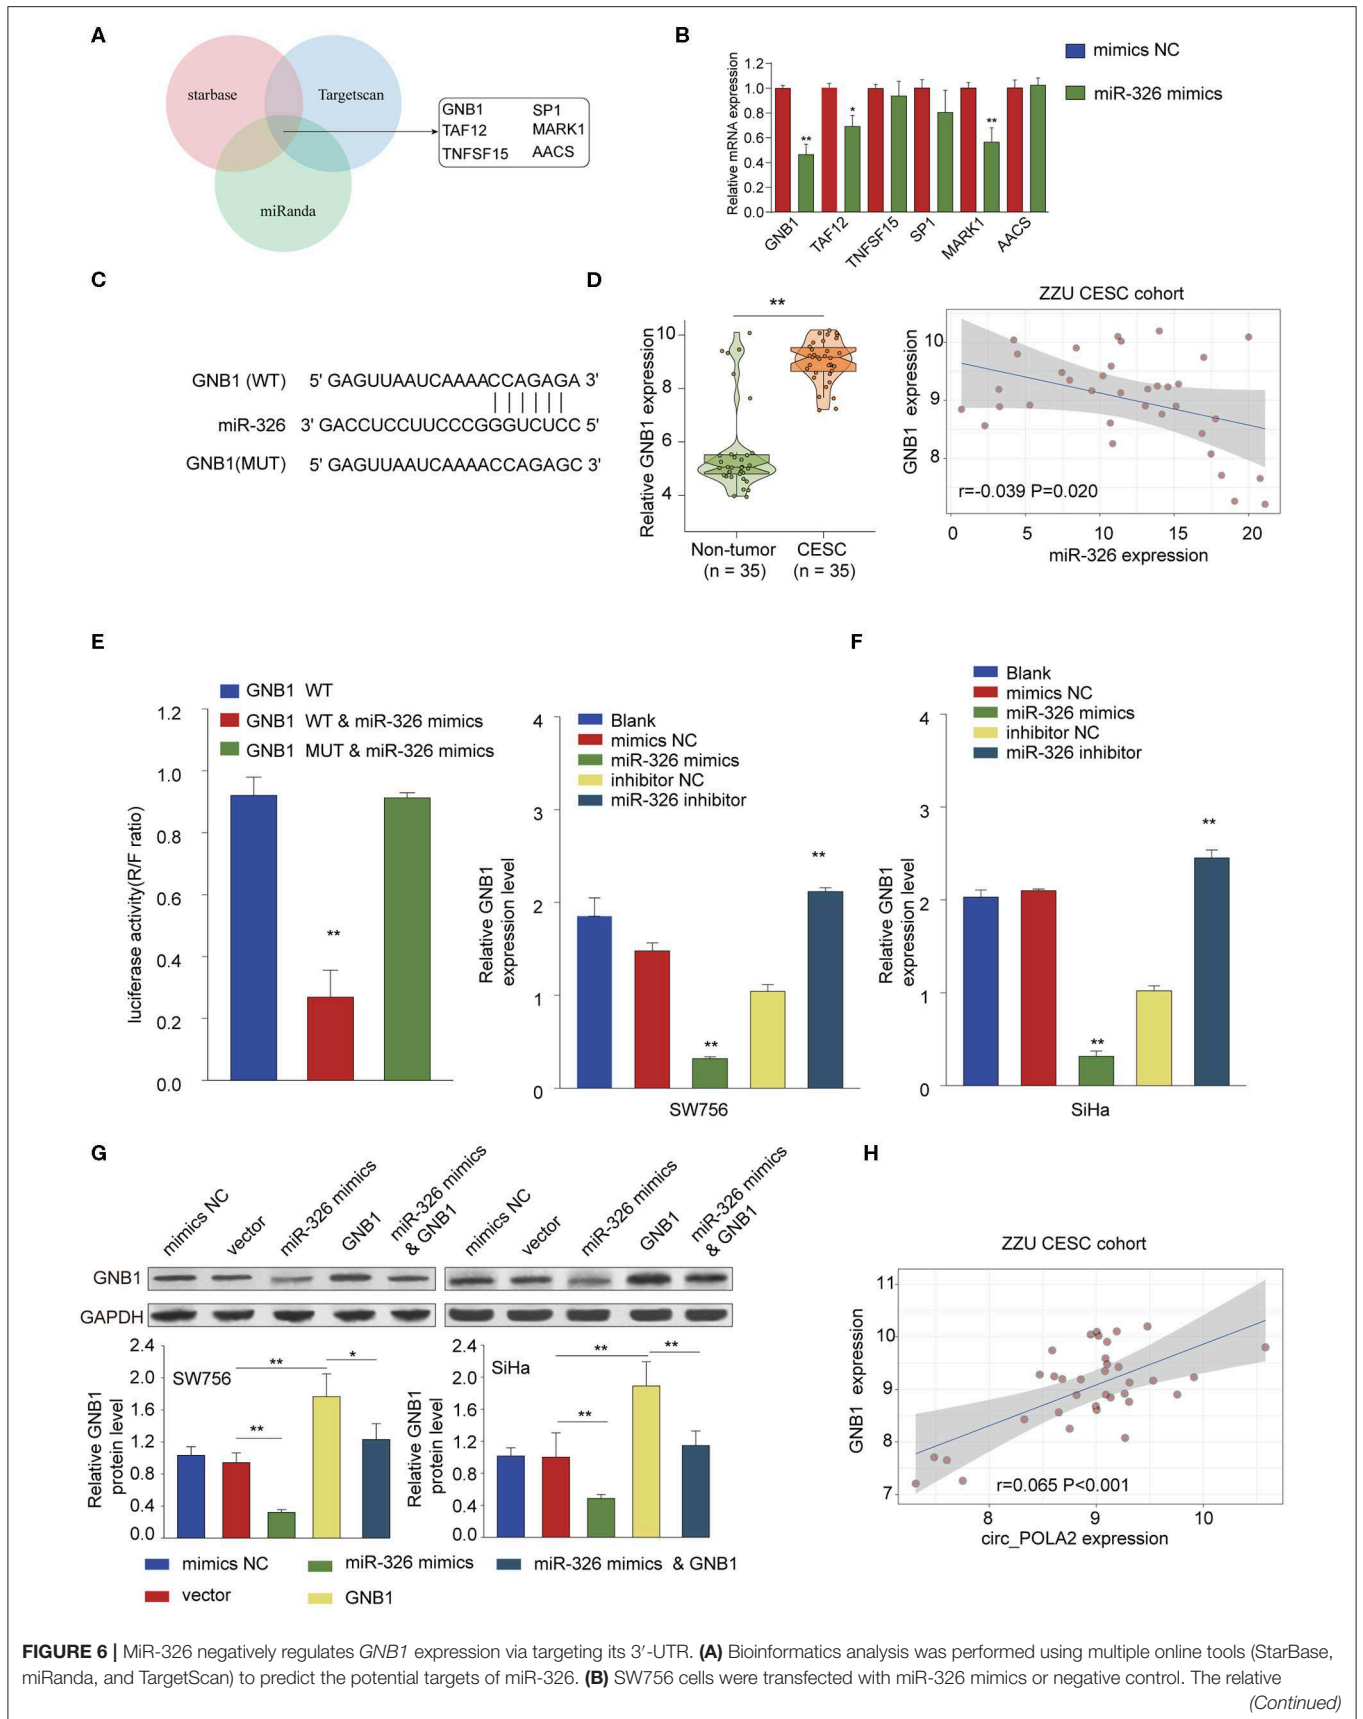 A
starbase
Targetscan
miRanda
GNB1 SP1
TAF12 MARK1
TNFSF15 AACS
B
mimics NC
miR-326 mimics
Relative mRNA expression
1.2
1.0
0.8
0.6
0.4
0.2
0.0
** * **
GNB1 TAF12 TNFSF15 SP1 MARK1 AACS
C
GNB1 (WT) 5' GAGUUAAUCAAAACCAGAGA 3'
miR-326 3' GACCUCCUUCCCGGGUCUCC 5'
GNB1(MUT) 5' GAGUUAAUCAAAACCAGAGC 3'
D
Relative GNB1 expression
10
8
6
4
**
Non-tumor CESC
(n = 35) (n = 35)
ZZU CESC cohort
GNB1 expression
10
9
8
r=-0.039 P=0.020
0 5 10 15 20
miR-326 expression
E
GNB1 WT
GNB1 WT & miR-326 mimics
GNB1 MUT & miR-326 mimics
luciferase activity(R/F ratio)
1.2
1.0
0.8
0.6
0.4
0.2
0.0
**
Blank
mimics NC
miR-326 mimics
inhibitor NC
miR-326 inhibitor
Relative GNB1
expression level
4
3
2
1
0
** **
SW756
F
Blank
mimics NC
miR-326 mimics
inhibitor NC
miR-326 inhibitor
Relative GNB1
expression level
4
3
2
1
0
** **
SiHa
G
mimics NC vector miR-326 mimics GNB1 miR-326 mimics & GNB1
mimics NC vector miR-326 mimics GNB1 miR-326 mimics & GNB1
GNB1
GAPDH
SW756
Relative GNB1
protein level
2.4
2.0
1.6
1.2
0.8
0.4
0.0
** ** *
SiHa
Relative GNB1
protein level
2.4
2.0
1.6
1.2
0.8
0.4
0.0
** ** **
mimics NC miR-326 mimics miR-326 mimics & GNB1
vector GNB1
H
ZZU CESC cohort
GNB1 expression
11
10
9
8
7
r=0.065 P<0.001
8 9 10
circ_POLA2 expression
FIGURE 6 | MiR-326 negatively regulates GNB1 expression via targeting its 3′-UTR. (A) Bioinformatics analysis was performed using multiple online tools (StarBase,
miRanda, and TargetScan) to predict the potential targets of miR-326. (B) SW756 cells were transfected with miR-326 mimics or negative control. The relative
(Continued)